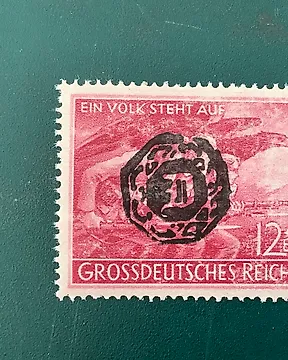 EIN VOLK STEHT AUF
12
GROSSDEUTSCHES REICH